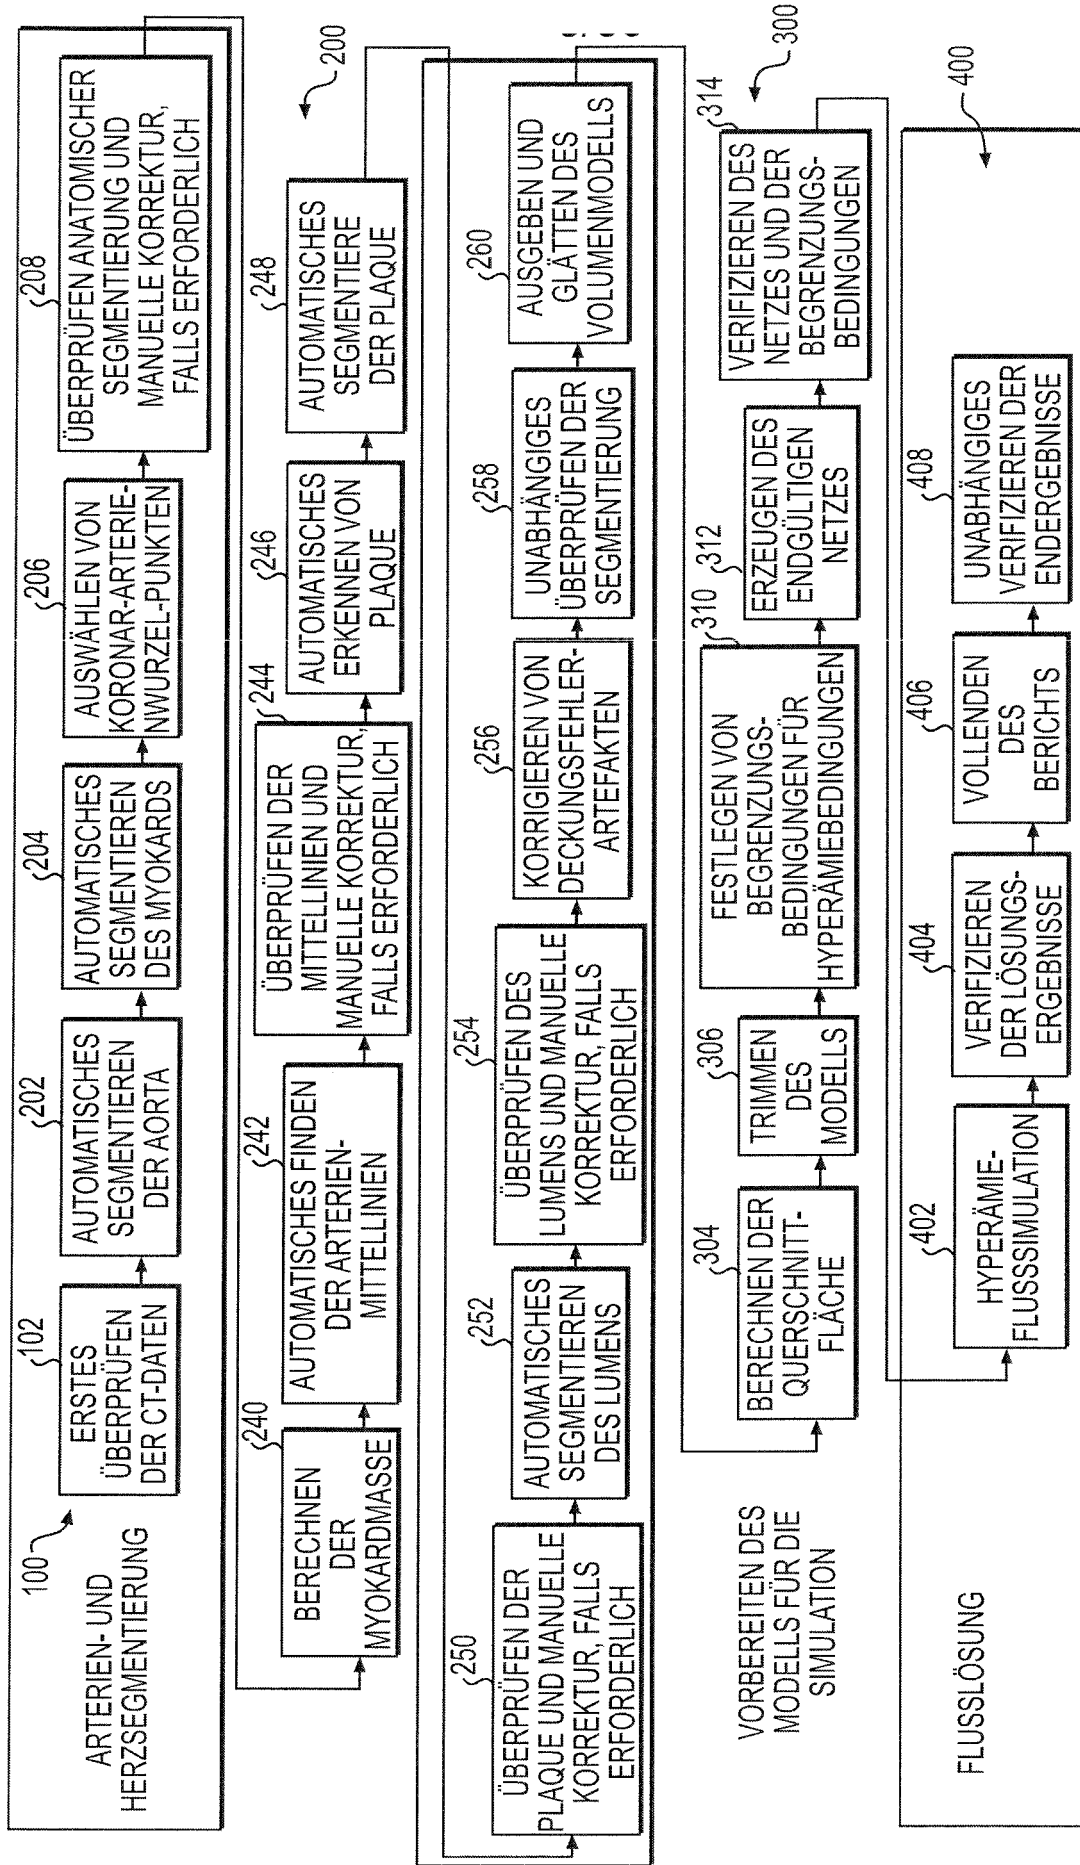 ARTERIEN- UND
HERZSEGMENTIERUNG
100
102
ERSTES
ÜBERPRÜFEN
DER CT-DATEN
202
AUTOMATISCHES
SEGMENTIEREN
DER AORTA
204
AUTOMATISCHES
SEGMENTIEREN
DES MYOKARDS
206
AUSWÄHLEN VON
KORONAR-ARTERIE-
NWURZEL-PUNKTEN
208
ÜBERPRÜFEN ANATOMISCHER
SEGMENTIERUNG UND
MANUELLE KORREKTUR,
FALLS ERFORDERLICH
200
240
BERECHNEN
DER
MYOKARDMASSE
242
AUTOMATISCHES FINDEN
DER ARTERIEN-
MITTELLINIEN
244
ÜBERPRÜFEN DER
MITTELLINIEN UND
MANUELLE KORREKTUR,
FALLS ERFORDERLICH
246
AUTOMATISCHES
ERKENNEN VON
PLAQUE
248
AUTOMATISCHES
SEGMENTIERE
DER PLAQUE
250
ÜBERPRÜFEN DER
PLAQUE UND MANUELLE
KORREKTUR, FALLS
ERFORDERLICH
252
AUTOMATISCHES
SEGMENTIEREN
DES LUMENS
254
ÜBERPRÜFEN DES
LUMENS UND MANUELLE
KORREKTUR, FALLS
ERFORDERLICH
256
KORRIGIEREN VON
DECKUNGSFEHLER-
ARTEFAKTEN
258
UNABHÄNGIGES
ÜBERPRÜFEN DER
SEGMENTIERUNG
260
AUSGEBEN UND
GLÄTTEN DES
VOLUMENMODELLS
VORBEREITEN DES
MODELS FÜR DIE
SIMULATION
300
304
BERECHNEN DER
QUERSCHNITT-
FLÄCHE
306
TRIMMEN
DES
MODELS
310
FESTLEGEN VON
BEGRENZUNGS-
BEDINGUNGEN FÜR
HYPERÄMIEBEDINGUNGEN
312
ERZEUGEN DES
ENDGÜLTIGEN
NETZES
314
VERIFIZIEREN DES
NETZES UND DER
BEGRENZUNGS-
BEDINGUNGEN
FLUSSLÖSUNG
400
402
HYPERÄMIE-
FLUSSSIMULATION
404
VERIFIZIEREN
DER LÖSUNGS-
ERGEBNISSE
406
VOLLENDEN
DES
BERICHTS
408
UNABHÄNGIGES
VERIFIZIEREN DER
ENDERGEBNISSE